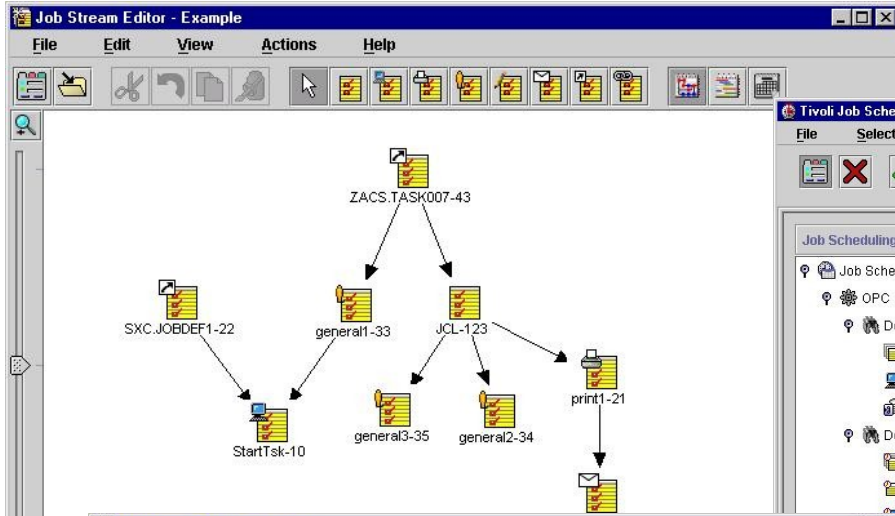 Job Stream Editor - Example
File Edit View Actions Help
Tivoli Job Sche
File Select
ZACS.TASK007-43
Job Scheduling
Job Sche
OPC
D
D
SXC.JOBDEF1-22
general1-33
JCL-123
print1-21
StartTsk-10
general3-35
general2-34